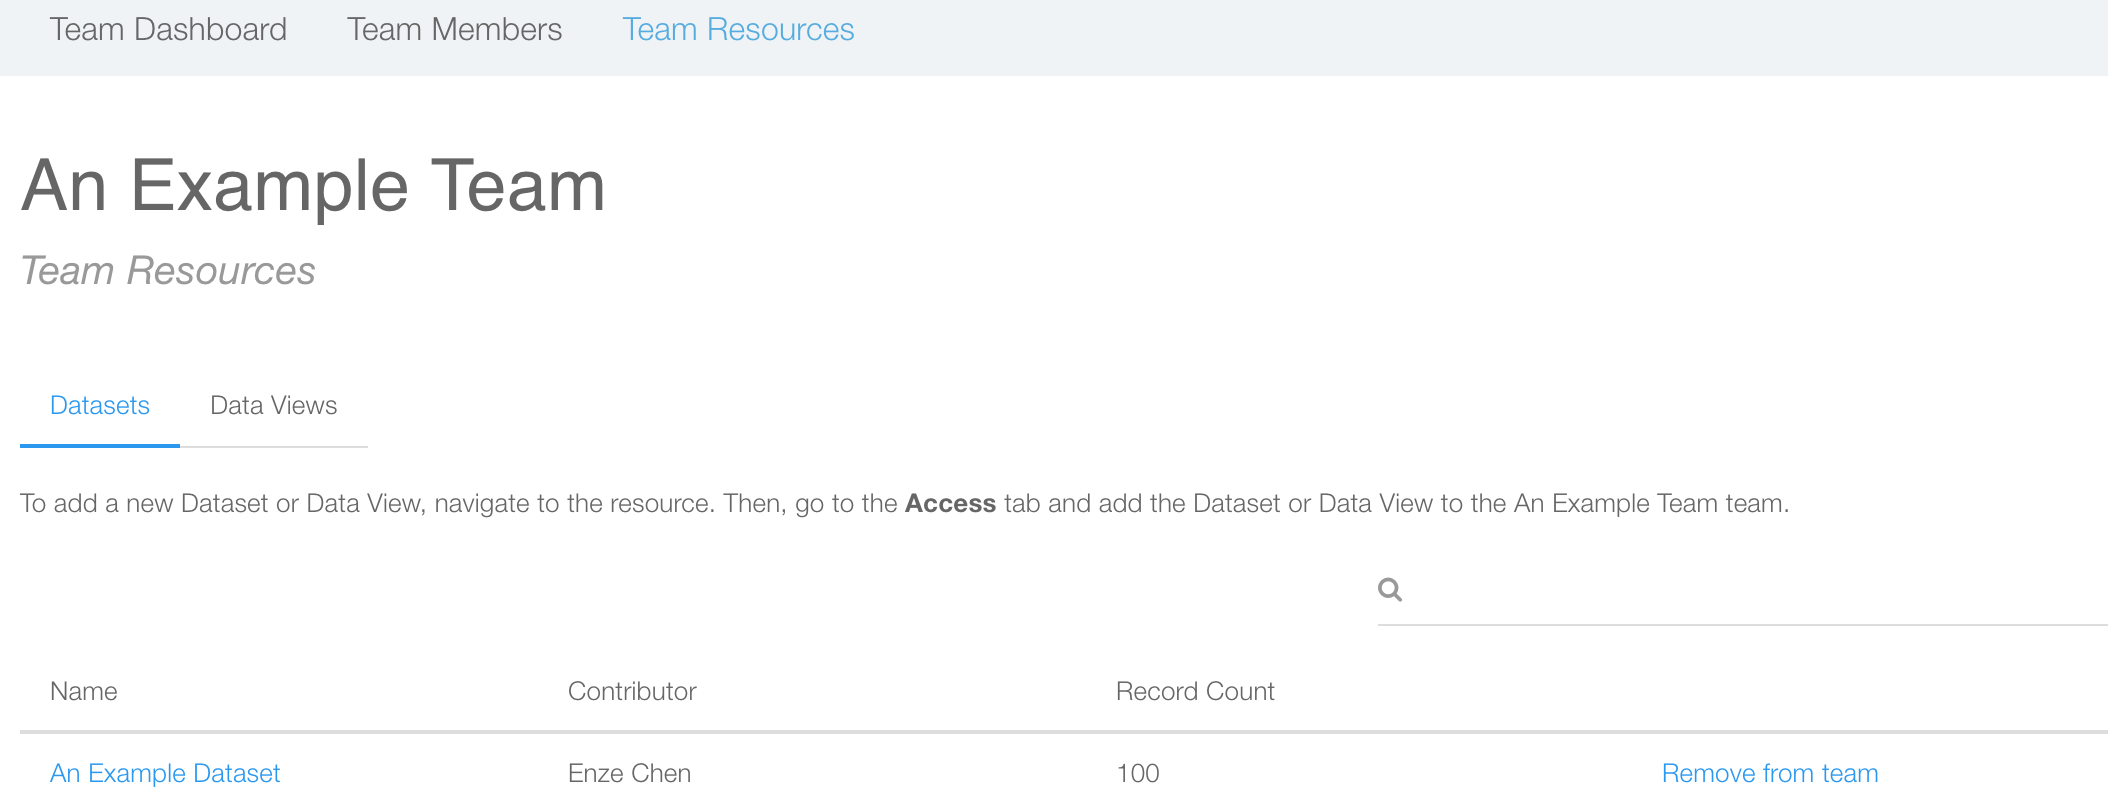 Team Dashboard Team Members Team Resources
An Example Team
Team Resources
Datasets Data Views
To add a new Dataset or Data View, navigate to the resource. Then, go to the Access tab and add the Dataset or Data View to the An Example Team team.
Name Contributor Record Count
An Example Dataset Enze Chen 100 Remove from team